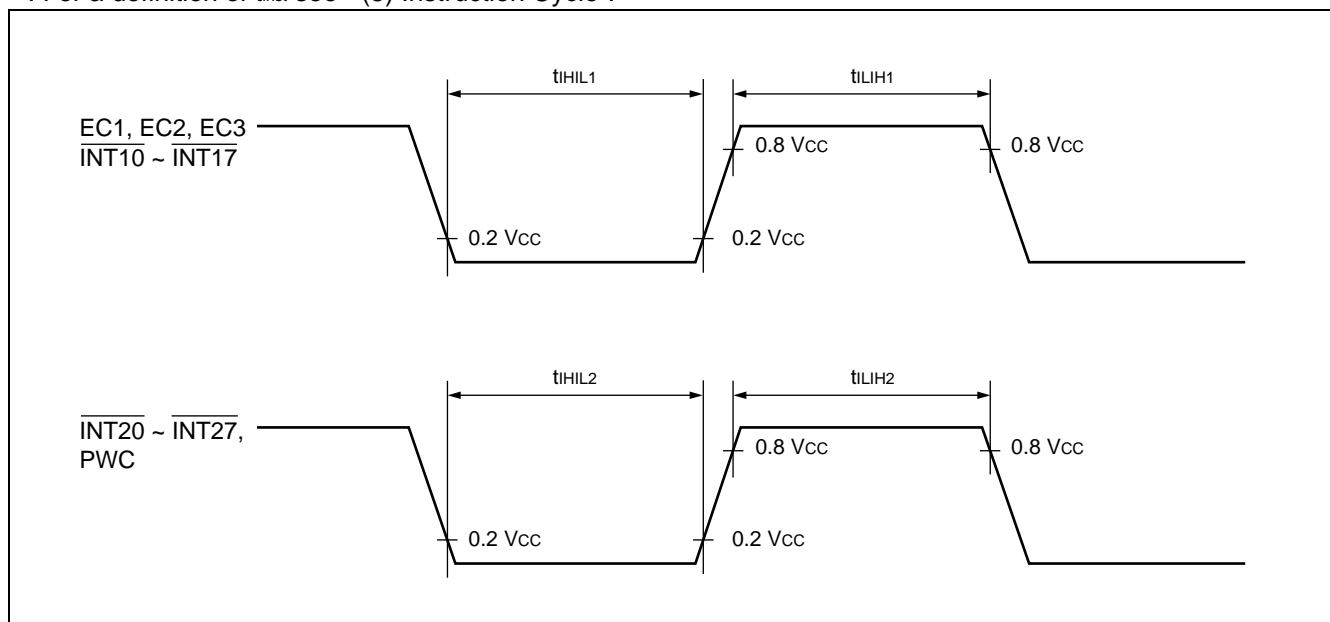 tIHIL1 tILIH1
EC1, EC2, EC3
INT10 ~ INT17
0.8 VCC 0.8 VCC
0.2 VCC 0.2 VCC
tIHIL2 tILIH2
INT20 ~ INT27,
PWC
0.8 VCC 0.8 VCC
0.2 VCC 0.2 VCC